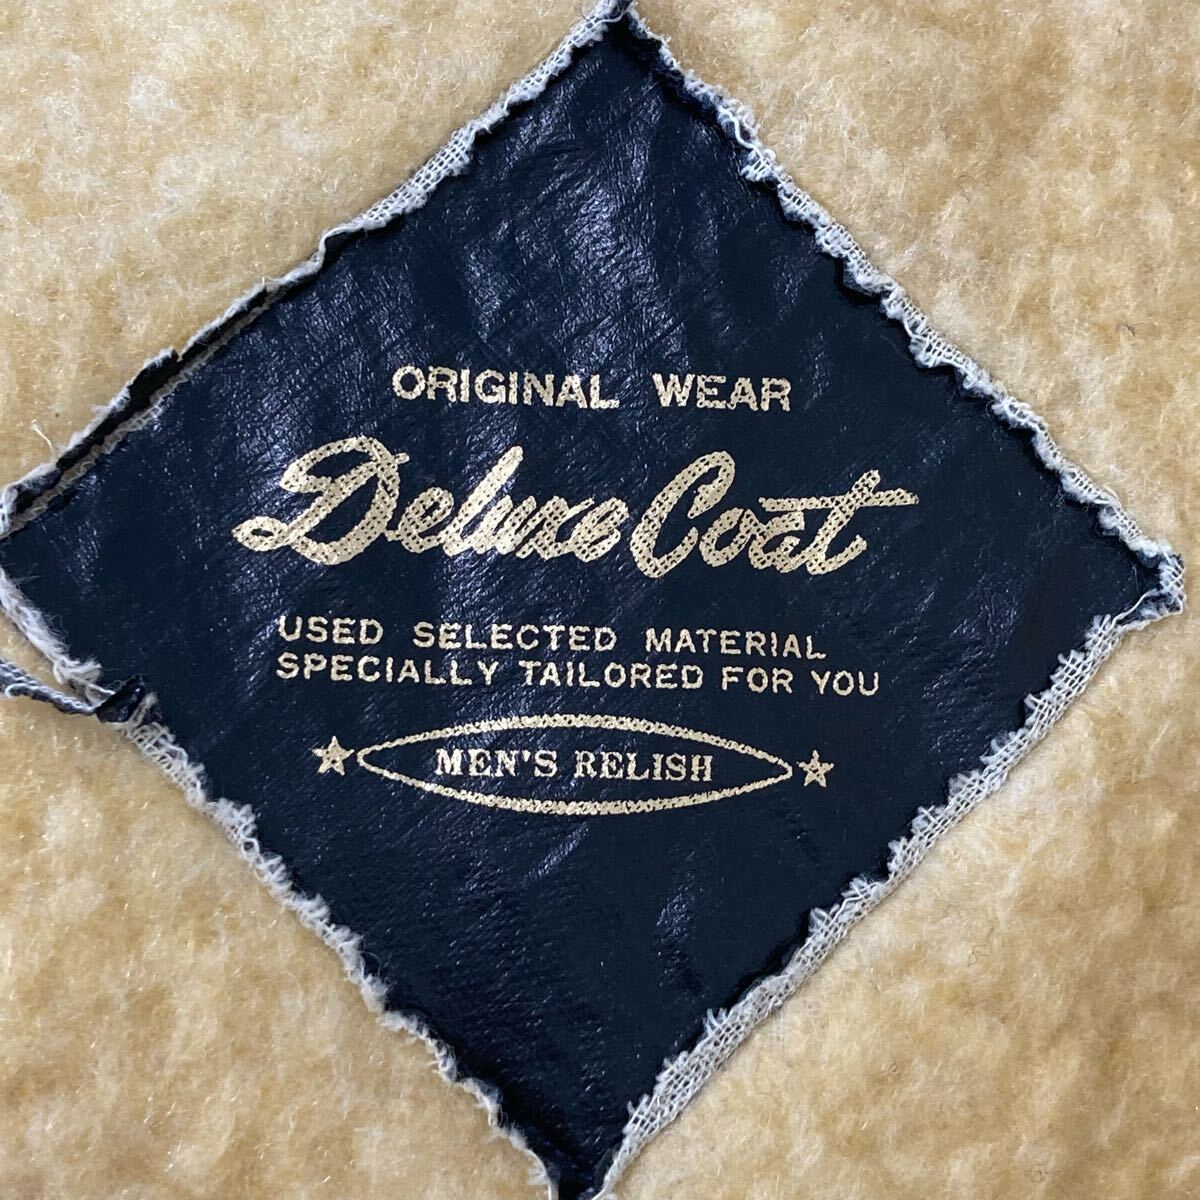 ORIGINAL WEAR
Deluxe Coat
USED SELECTED MATERIAL
SPECIALLY TAILORED FOR YOU
MEN'S RELISH